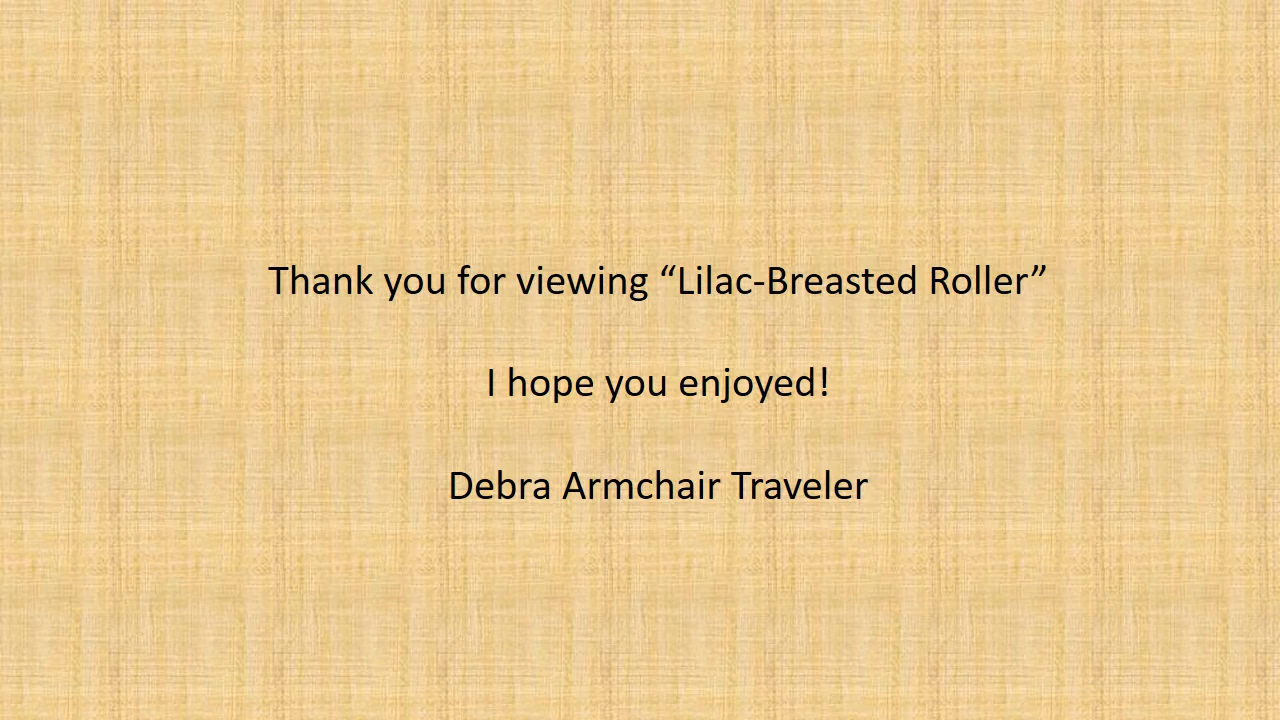 Thank you for viewing “Lilac-Breasted Roller”
I hope you enjoyed!
Debra Armchair Traveler